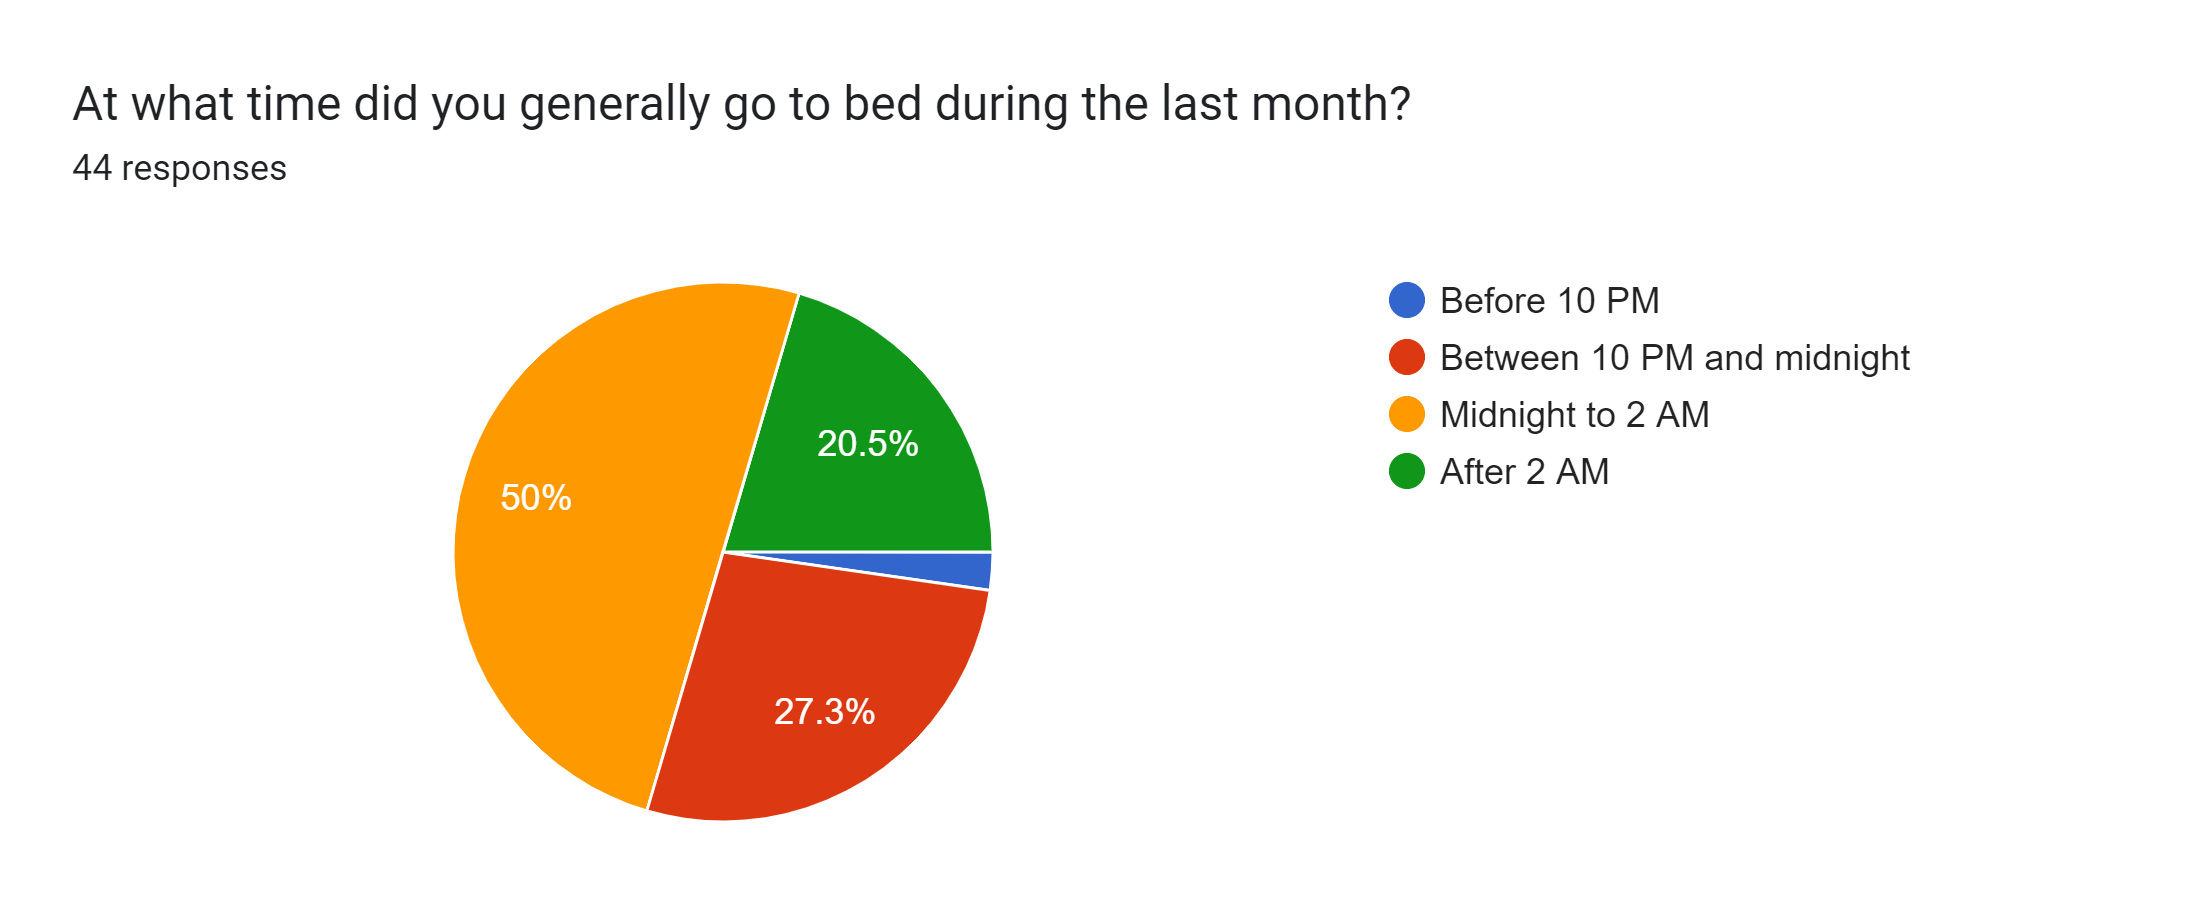 At what time did you generally go to bed during the last month?
44 responses
Before 10 PM
Between 10 PM and midnight
Midnight to 2 AM
After 2 AM
20.5%
50%
27.3%